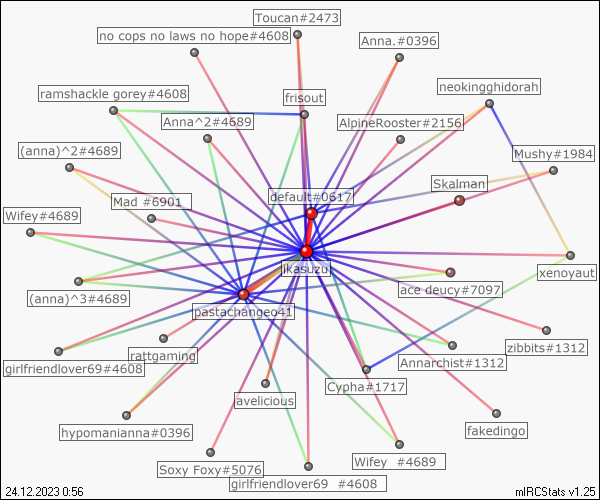 Toucan#2473
no cops no laws no hope#4608
Anna.#0396
neokingghidorah
ramshackle gorey#4608
frisout
Anna^2#4689
AlpineRooster#2156
(anna)^2#4689
Mushy#1984
Skalman
default#0617
Mad #6901
Wifey#4689
ikasuzu
xenoyaut
ace deucy#7097
(anna)^3#4689
pastachangeo41
zibbits#1312
rattgaming
Annarchist#1312
girlfriendlover69#4608
Cypha#1717
avelicious
hypomanianna#0396
fakedingo
Wifey #4689
Soxy Foxy#5076
girlfriendlover69 #4608
24.12.2023 0:56
mIRCStats v1.25